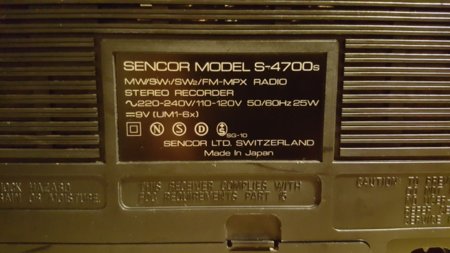 SENCOR MODEL S-4700s
MW/SW₁/SW₂/FM-MPX RADIO
STEREO RECORDER
~220-240V/110-120V 50/60Hz 25W
⎓9V (UM1-6x)
D N S D SG-10
SENCOR LTD. SWITZERLAND
Made In Japan
THIS RECEIVER COMPLIES WITH
FCC REQUIREMENTS PART 15
CAUTION
OR MOISTURE.